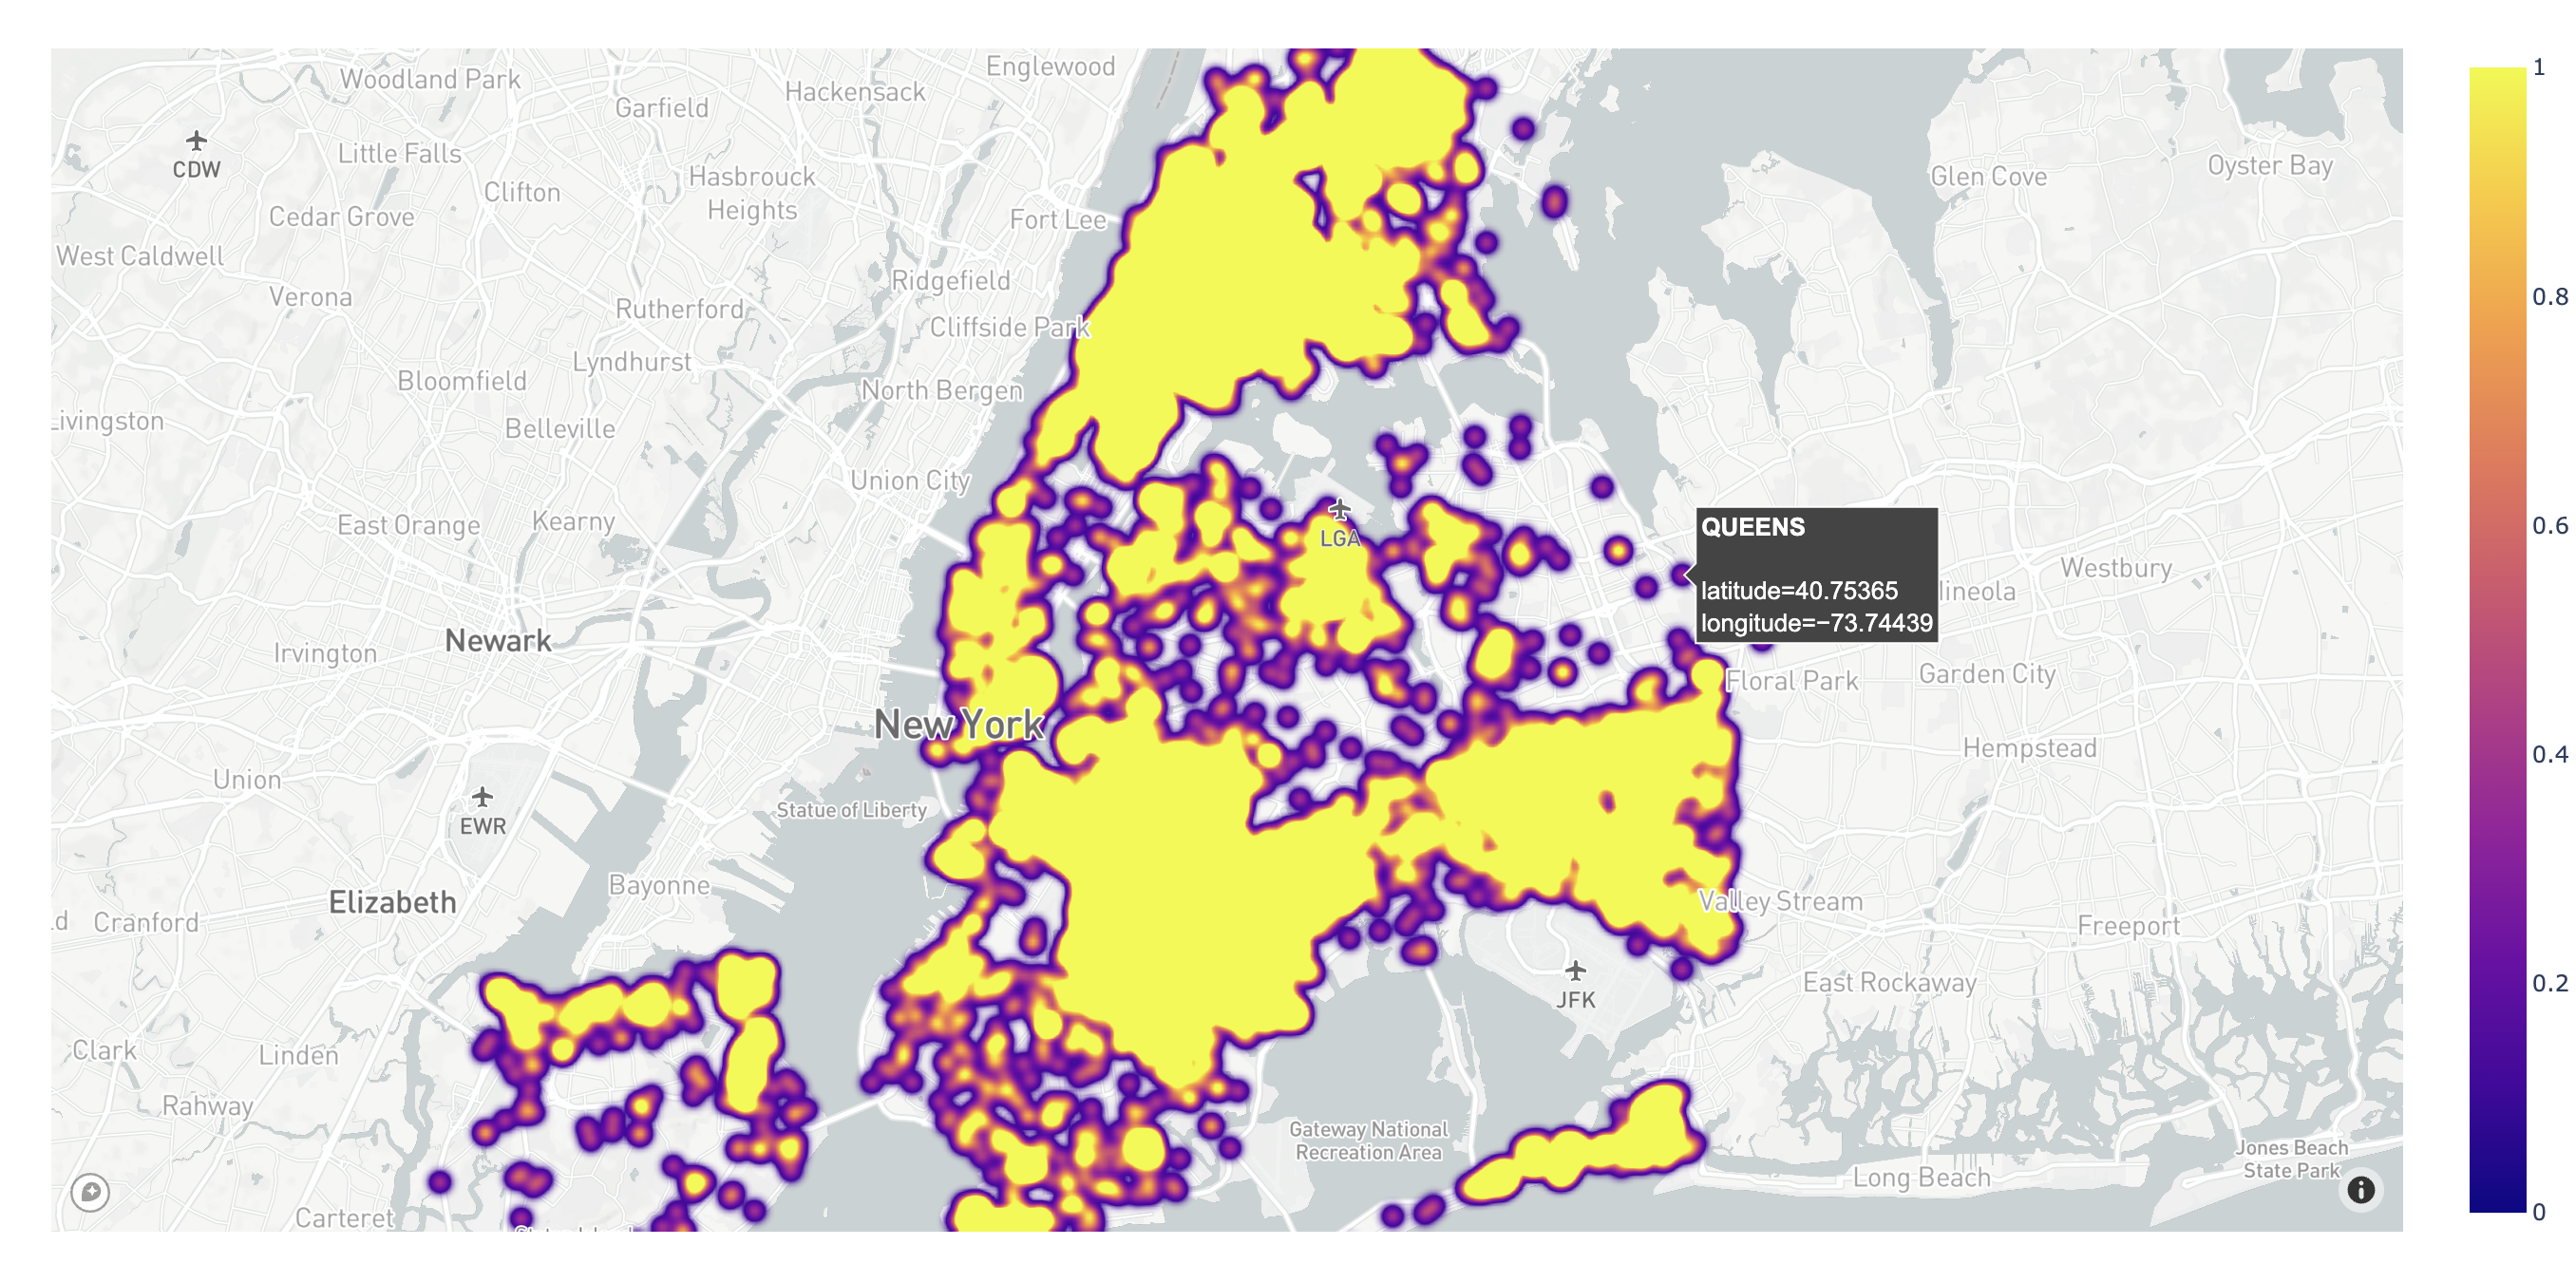 Woodland Park
Englewood
Hackensack
Garfield
CDW
Little Falls
Hasbrouck
Heights
Clifton
Cedar Grove
Fort Lee
Glen Cove
Oyster Bay
West Caldwell
Verona
Ridgefield
Rutherford
Cliffside Park
Lyndhurst
Bloomfield
North Bergen
Livingston
Belleville
Union City
East Orange
Kearny
LGA
QUEENS
latitude=40.75365
longitude=−73.74439
Westbury
lineola
Newark
Irvington
Floral Park
Garden City
New York
Hempstead
Union
Statue of Liberty
EWR
Bayonne
Elizabeth
Valley Stream
d
Cranford
Freeport
JFK
East Rockaway
Clark
Linden
Rahway
Gateway National
Recreation Area
Jones Beach
State Park
Long Beach
Carteret
1
0.8
0.6
0.4
0.2
0